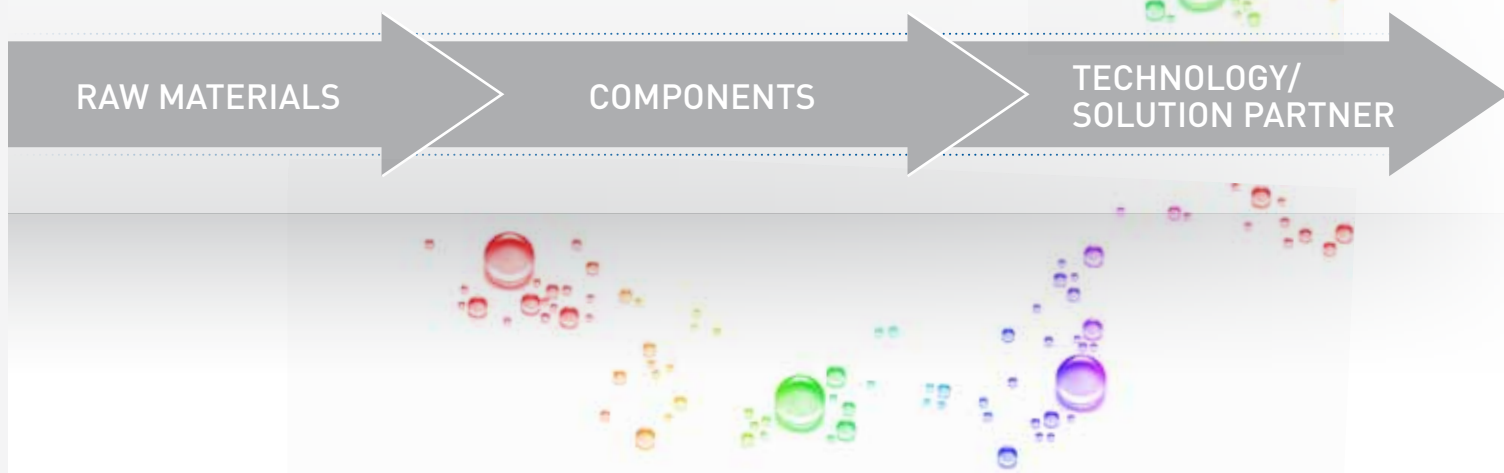 RAW MATERIALS
COMPONENTS
TECHNOLOGY/
SOLUTION PARTNER